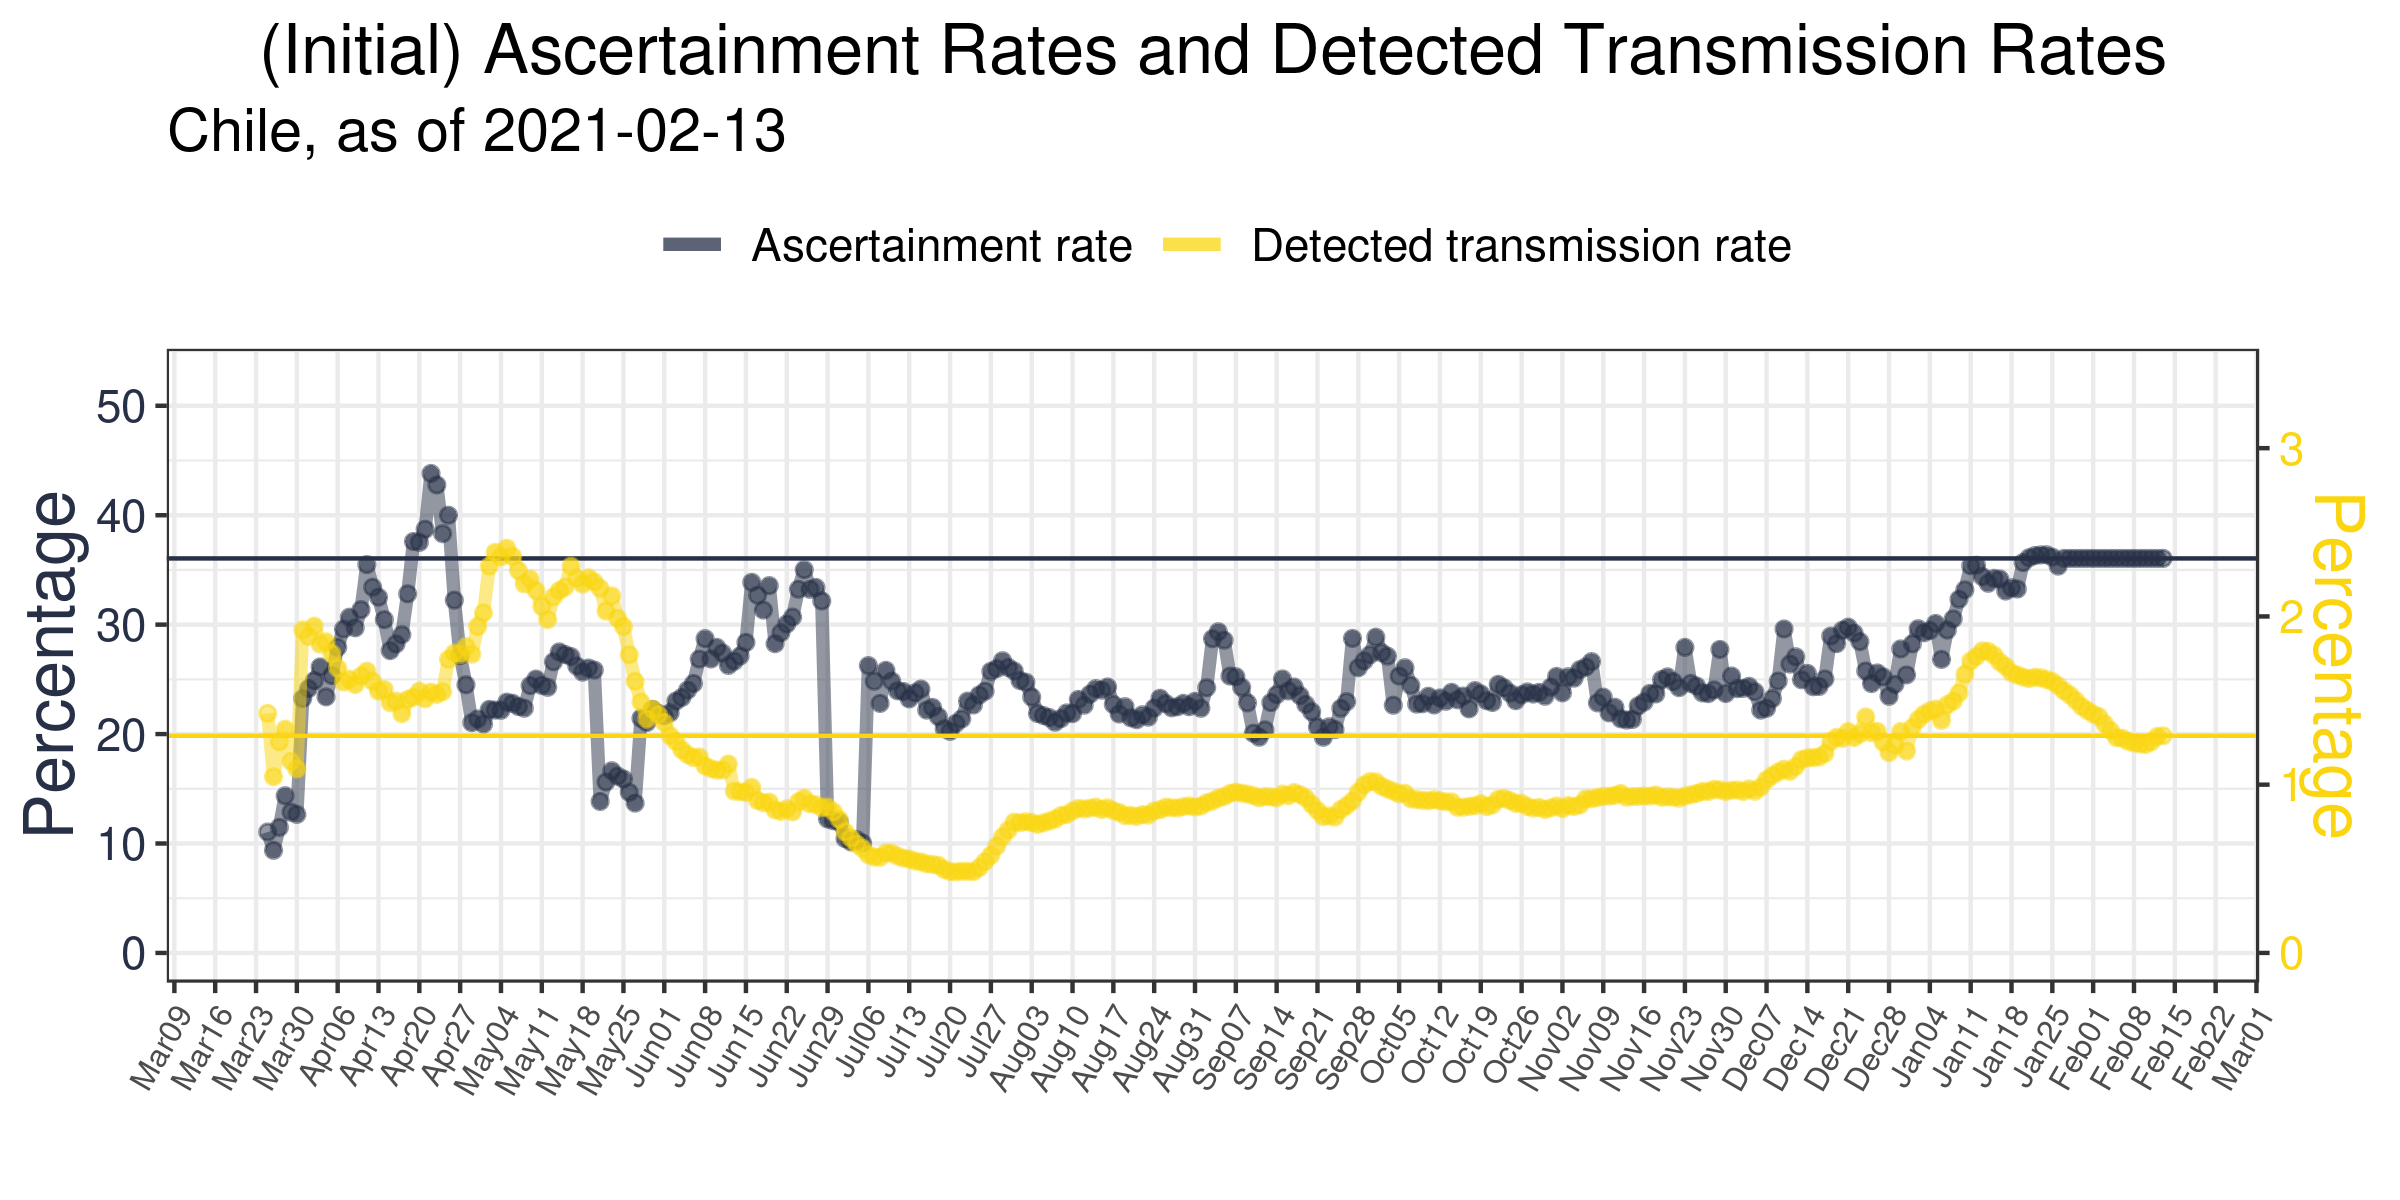 (Initial) Ascertainment Rates and Detected Transmission Rates
Chile, as of 2021-02-13
Ascertainment rate Detected transmission rate
Percentage
50
40
30
20
10
0
3
2
1
0
Percentage
Mar09 Mar16 Mar23 Mar30 Apr06 Apr13 Apr20 Apr27 May04 May11 May18 May25 Jun01 Jun08 Jun15 Jun22 Jun29 Jul06 Jul13 Jul20 Jul27 Aug03 Aug10 Aug17 Aug24 Aug31 Sep07 Sep14 Sep21 Sep28 Oct05 Oct12 Oct19 Oct26 Nov02 Nov09 Nov16 Nov23 Nov30 Dec07 Dec14 Dec21 Dec28 Jan04 Jan11 Jan18 Jan25 Feb01 Feb08 Feb15 Feb22 Mar01